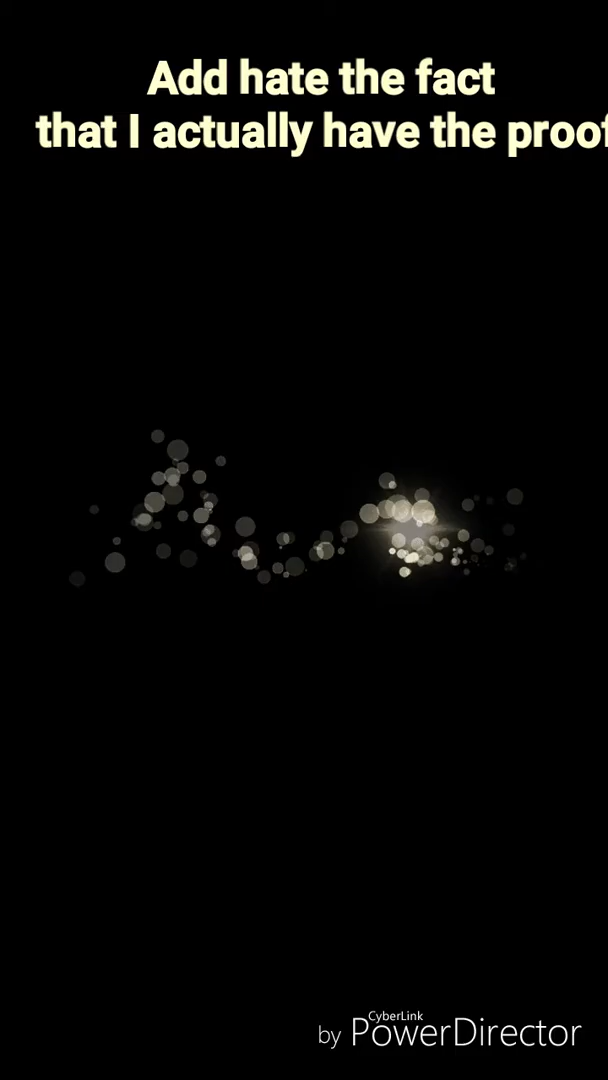 Add hate the fact
that I actually have the proof
CyberLink
by PowerDirector